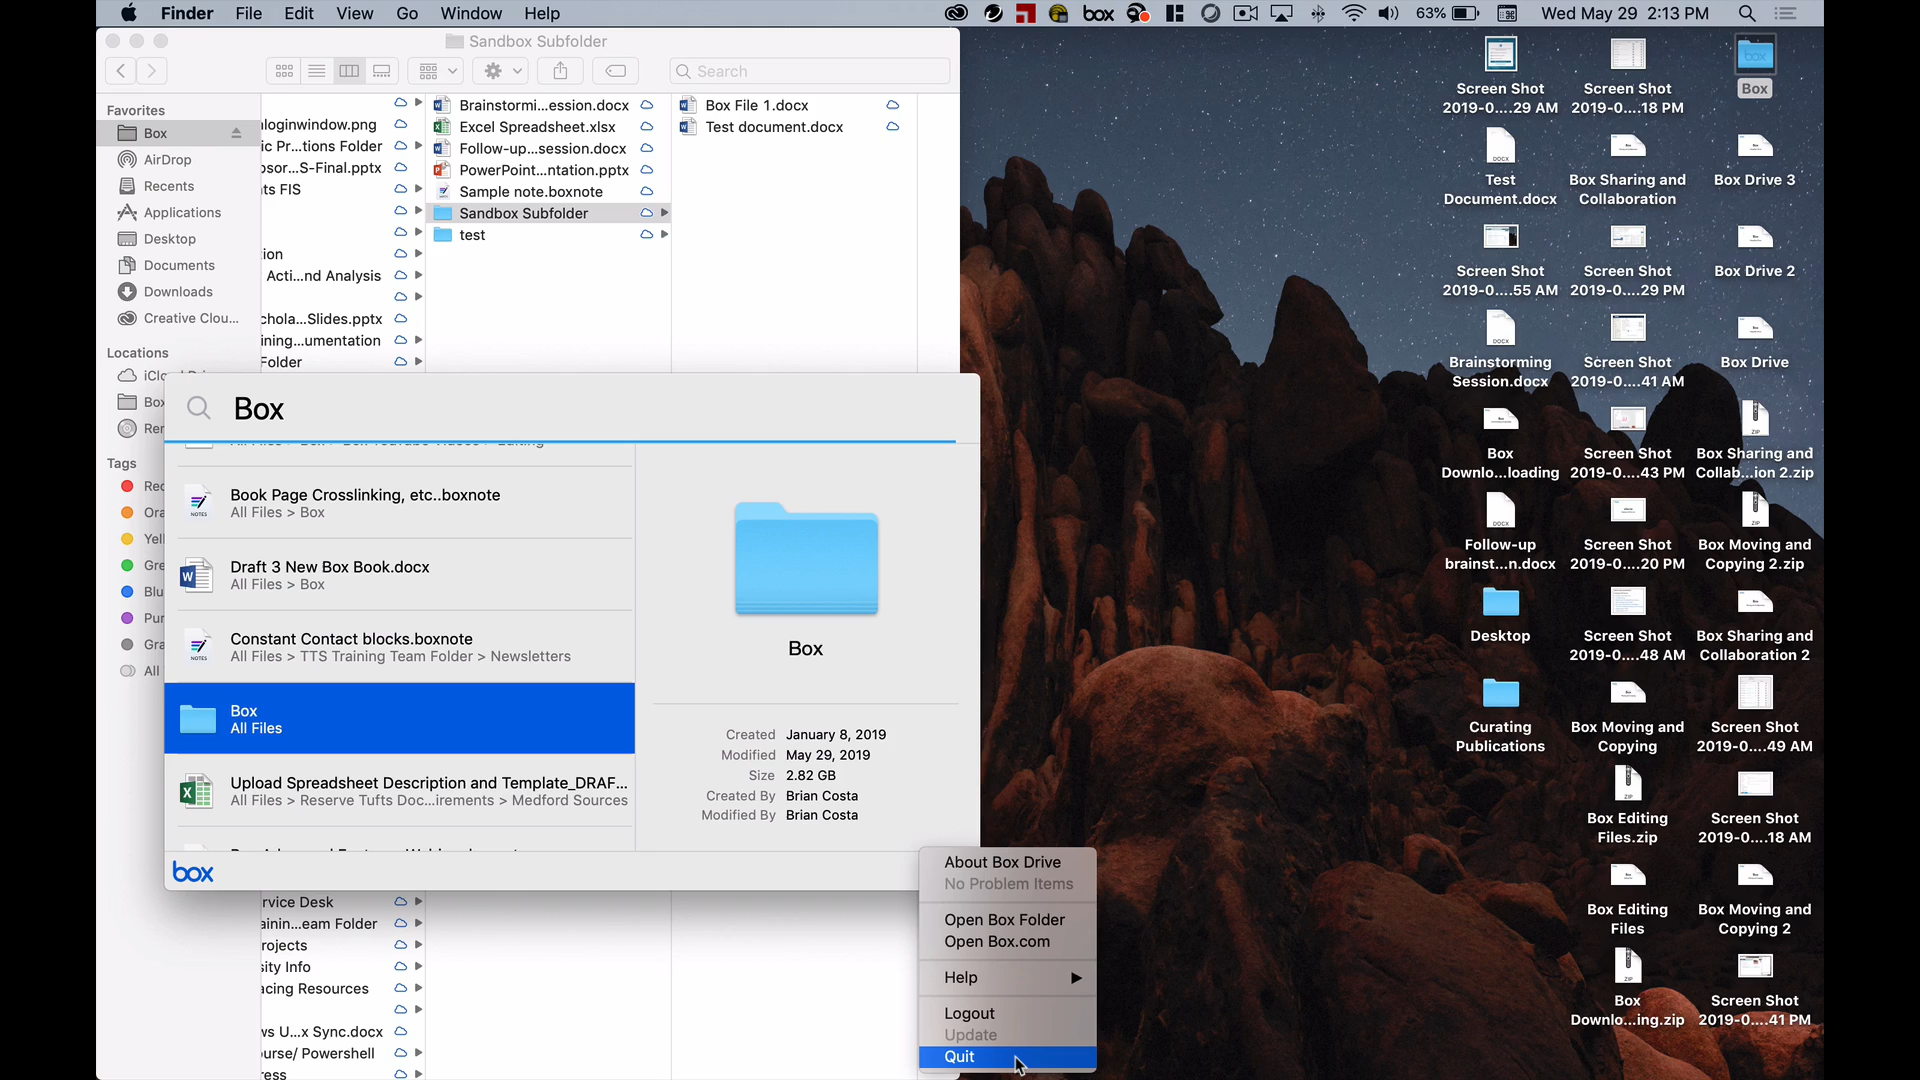 Finder File Edit View Go Window Help
box 63% Wed May 29 2:13 PM
Sandbox Subfolder
Search
Favorites
Box
AirDrop
Recents
Applications
Desktop
Documents
Downloads
Creative Clou...
Locations
Tags
All
loginwindow.png
ic Pr...tions Folder
osor...S-Final.pptx
ts FIS
tion
Acti...nd Analysis
chola...Slides.pptx
ining...umentation
Folder
Brainstormi...ession.docx
Excel Spreadsheet.xlsx
Follow-up...session.docx
PowerPoint...ntation.pptx
Sample note.boxnote
Sandbox Subfolder
test
Box File 1.docx
Test document.docx
Box
Book Page Crosslinking, etc..boxnote
All Files > Box
Draft 3 New Box Book.docx
All Files > Box
Constant Contact blocks.boxnote
All Files > TTS Training Team Folder > Newsletters
Box
All Files
Upload Spreadsheet Description and Template_DRAF...
All Files > Reserve Tufts Doc...irements > Medford Sources
box
Box
Created January 8, 2019
Modified May 29, 2019
Size 2.82 GB
Created By Brian Costa
Modified By Brian Costa
About Box Drive
No Problem Items
Open Box Folder
Open Box.com
Help
Logout
Update
Quit
rvice Desk
ainin...eam Folder
rojects
sity Info
acing Resources
ws U...x Sync.docx
ourse/ Powershell
ress
Screen Shot
2019-0....29 AM
Screen Shot
2019-0....18 PM
Box
Test
Document.docx
Box Sharing and
Collaboration
Box Drive 3
Screen Shot
2019-0....55 AM
Screen Shot
2019-0....29 PM
Box Drive 2
Brainstorming
Session.docx
Screen Shot
2019-0....41 AM
Box Drive
Box
Downlo...loading
Screen Shot
2019-0....43 PM
Box Sharing and
Collab...ion 2.zip
Follow-up
brainst...n.docx
Screen Shot
2019-0....20 PM
Box Moving and
Copying 2.zip
Desktop
Screen Shot
2019-0....48 AM
Box Sharing and
Collaboration 2
Curating
Publications
Box Moving and
Copying
Screen Shot
2019-0....49 AM
Box Editing
Files.zip
Screen Shot
2019-0....18 AM
Box Editing
Files
Box Moving and
Copying 2
Box
Downlo...ing.zip
Screen Shot
2019-0....41 PM